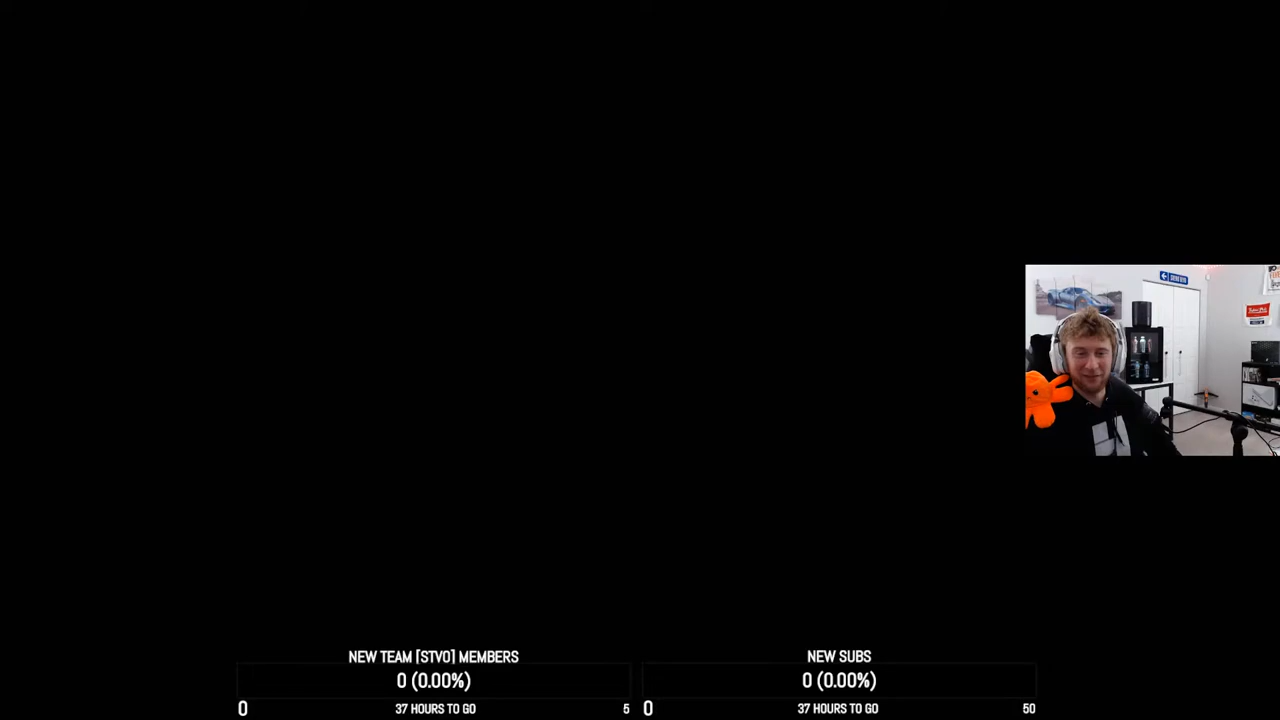 NEW TEAM [STVO] MEMBERS
0 (0.00%)
0 37 HOURS TO GO 5
NEW SUBS
0 (0.00%)
0 37 HOURS TO GO 50